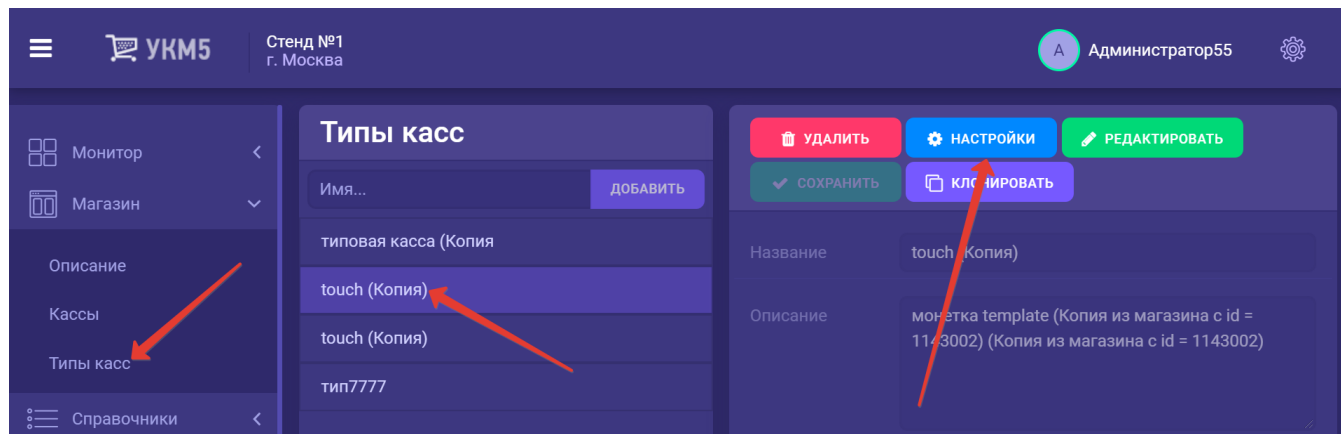 УКМ5
Стенд №1
г. Москва
А
Администратор55
Монитор
Магазин
Описание
Кассы
Типы касс
Справочники
Типы касс
Имя...
ДОБАВИТЬ
типовая касса (Копия
touch (Копия)
touch (Копия)
тип7777
УДАЛИТЬ
НАСТРОЙКИ
РЕДАКТИРОВАТЬ
СОХРАНИТЬ
КЛОНИРОВАТЬ
Название
touch (Копия)
Описание
монетка template (Копия из магазина с id =
1143002) (Копия из магазина с id = 1143002)